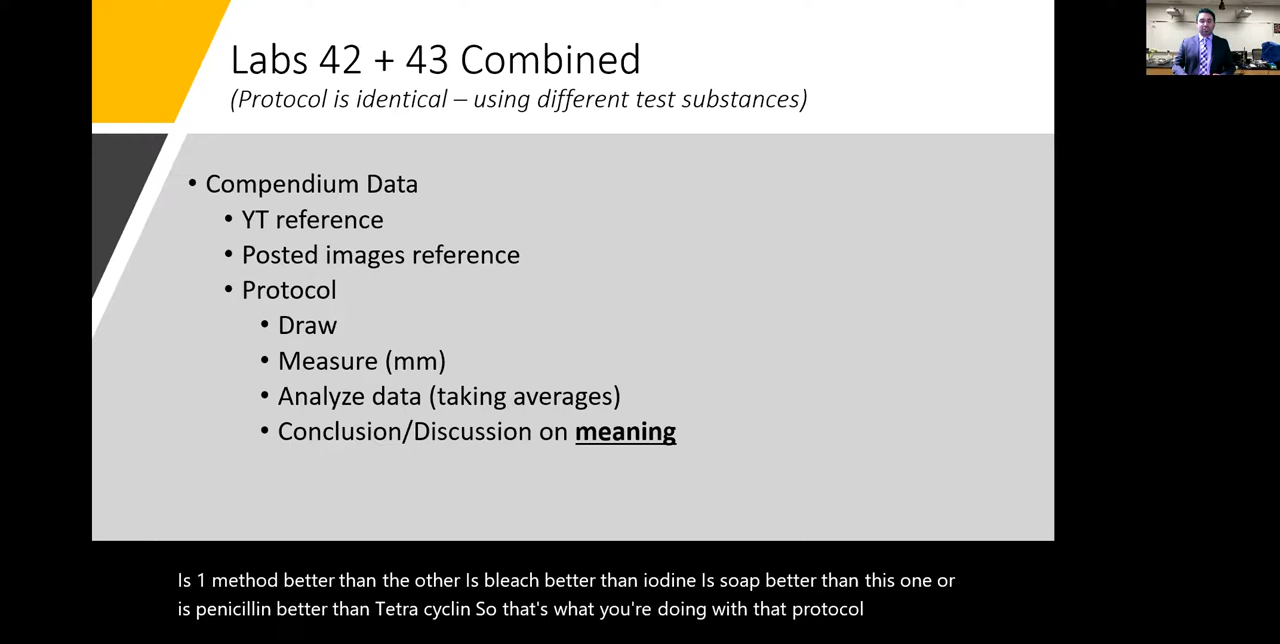 Labs 42 + 43 Combined
(Protocol is identical – using different test substances)
• Compendium Data
• YT reference
• Posted images reference
• Protocol
• Draw
• Measure (mm)
• Analyze data (taking averages)
• Conclusion/Discussion on meaning
Is 1 method better than the other Is bleach better than iodine Is soap better than this one or
is penicillin better than Tetra cyclin So that's what you're doing with that protocol